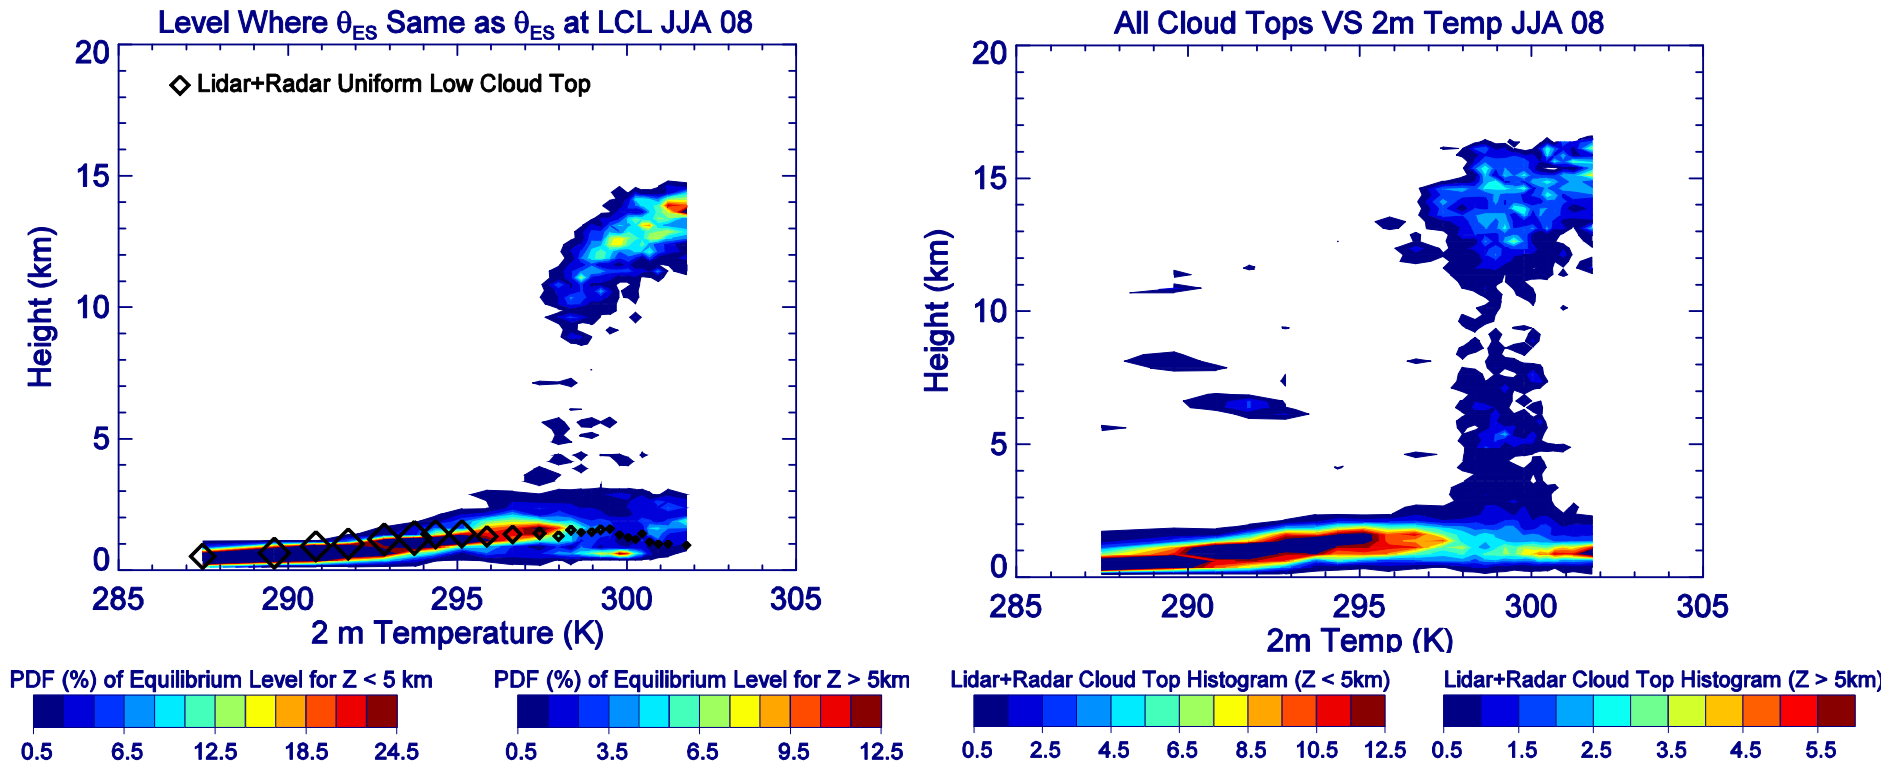 Level Where θES Same as θES at LCL JJA 08
20
15
10
5
0
Height (km)
◇ Lidar+Radar Uniform Low Cloud Top
285 290 295 300 305
2 m Temperature (K)
PDF (%) of Equilibrium Level for Z < 5 km
0.5 6.5 12.5 18.5 24.5
PDF (%) of Equilibrium Level for Z > 5km
0.5 3.5 6.5 9.5 12.5
All Cloud Tops VS 2m Temp JJA 08
20
15
10
5
0
Height (km)
285 290 295 300 305
2m Temp (K)
Lidar+Radar Cloud Top Histogram (Z < 5km)
0.5 2.5 4.5 6.5 8.5 10.5 12.5
Lidar+Radar Cloud Top Histogram (Z > 5km)
0.5 1.5 2.5 3.5 4.5 5.5